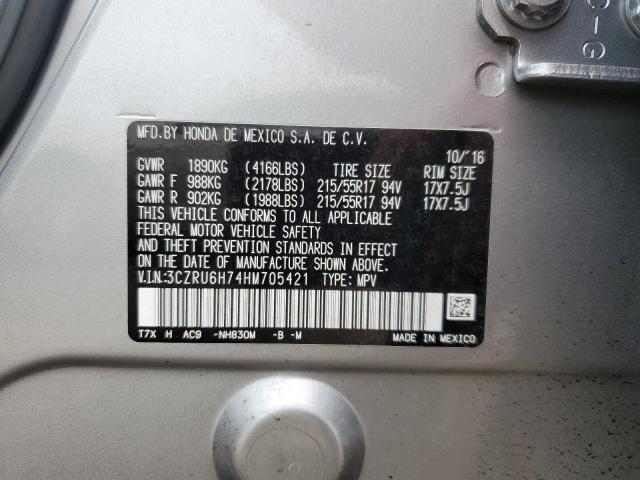 MFD.BY HONDA DE MEXICO S.A. DE C.V.
10/'16
GVWR 1890KG (4166LBS) TIRE SIZE RIM SIZE
GAWR F 988KG (2178LBS) 215/55R17 94V 17X7.5J
GAWR R 902KG (1988LBS) 215/55R17 94V 17X7.5J
THIS VEHICLE CONFORMS TO ALL APPLICABLE
FEDERAL MOTOR VEHICLE SAFETY
AND THEFT PREVENTION STANDARDS IN EFFECT
ON THE DATE OF MANUFACTURE SHOWN ABOVE.
V.I.N.:3CZRU6H74HM705421 TYPE: MPV
T7X H AC9 -NH830M -B -M
MADE IN MEXICO